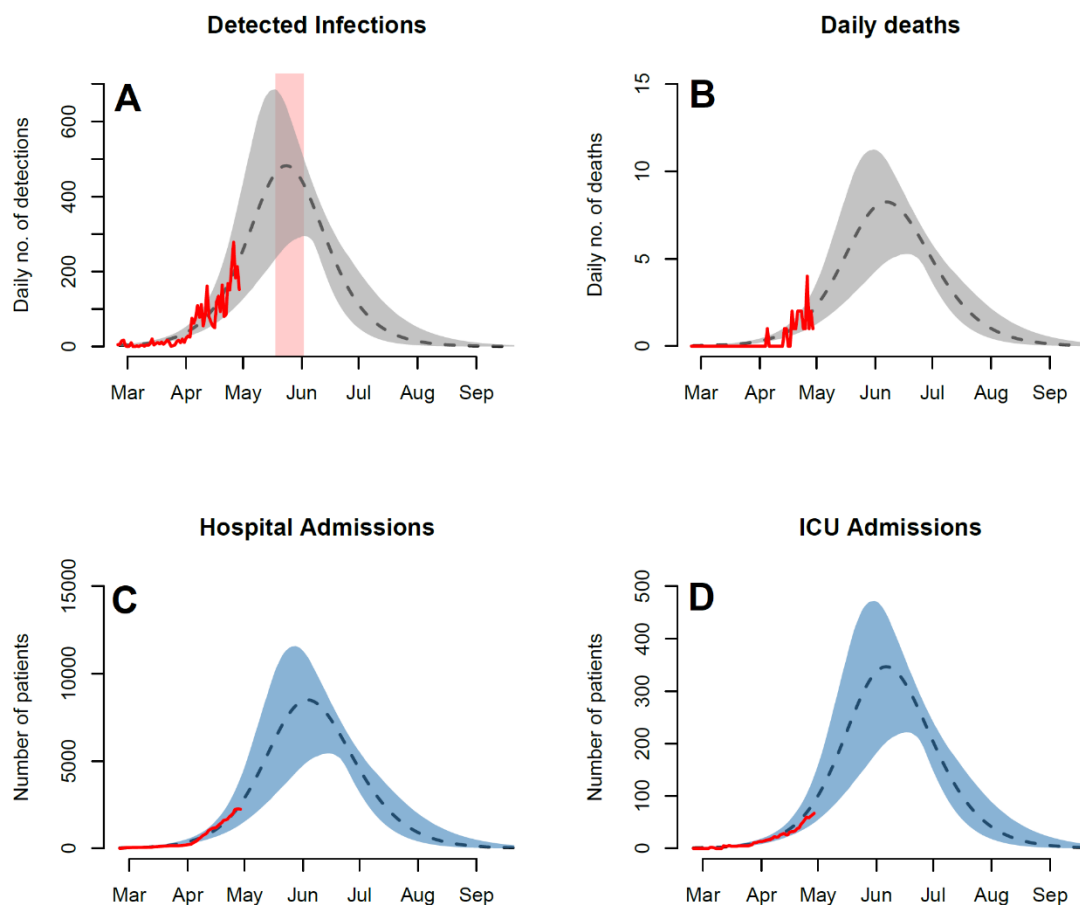 Detected Infections
A
Daily no. of detections
0 200 400 600
Mar Apr May Jun Jul Aug Sep
Daily deaths
B
Daily no. of deaths
0 5 10 15
Mar Apr May Jun Jul Aug Sep
Hospital Admissions
C
Number of patients
0 5000 10000 15000
Mar Apr May Jun Jul Aug Sep
ICU Admissions
D
Number of patients
0 100 200 300 400 500
Mar Apr May Jun Jul Aug Sep